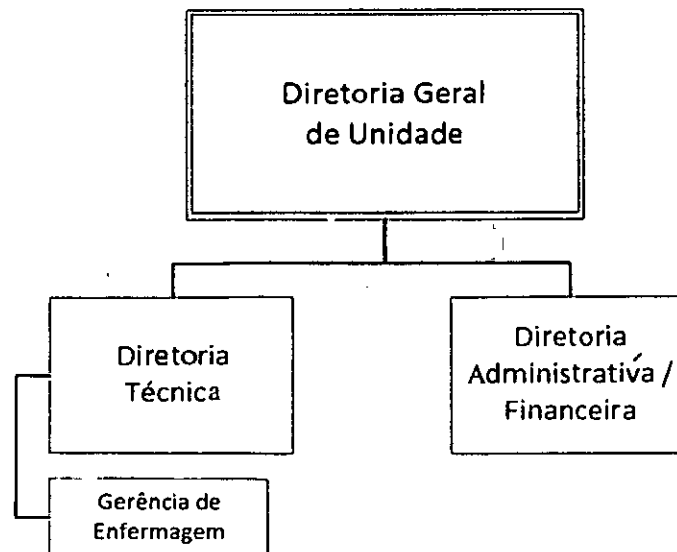 Diretoria Geral
de Unidade
Diretoria
Técnica
Diretoria
Administrativa /
Financeira
Gerência de
Enfermagem